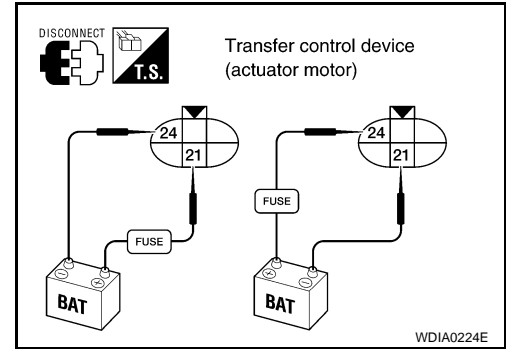 DISCONNECT
T.S.
Transfer control device
(actuator motor)
24
21
FUSE
− +
BAT
24
21
FUSE
+ −
BAT
WDIA0224E